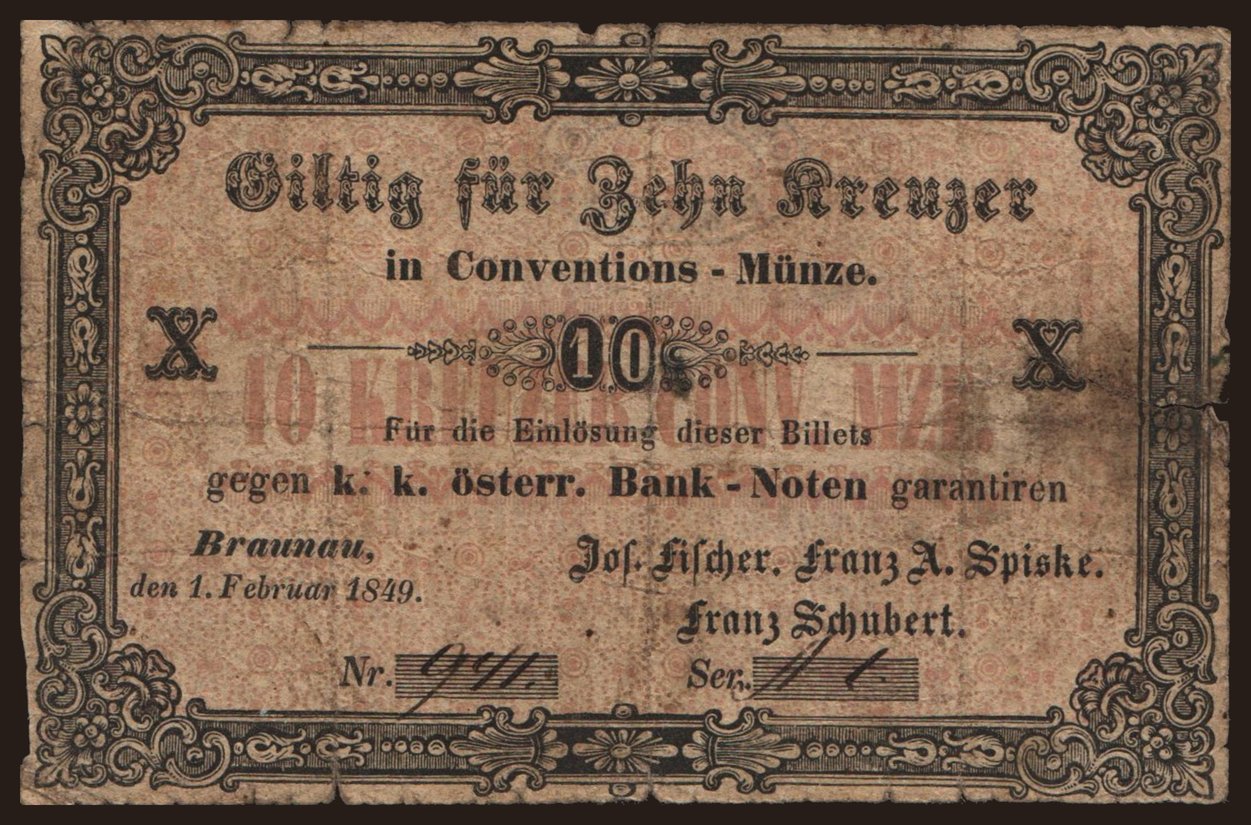 Giltig für Zehn Kreuzer
in Conventions - Münze.
X 10 X
10 KREUZER CONV. MZE.
Für die Einlösung dieser Billets
gegen k. k. österr. Bank - Noten garantiren
Braunau,
den 1. Februar 1849.
Jos. Fischer. Franz A. Spiske.
Franz Schubert.
Nr. 941.
Ser.